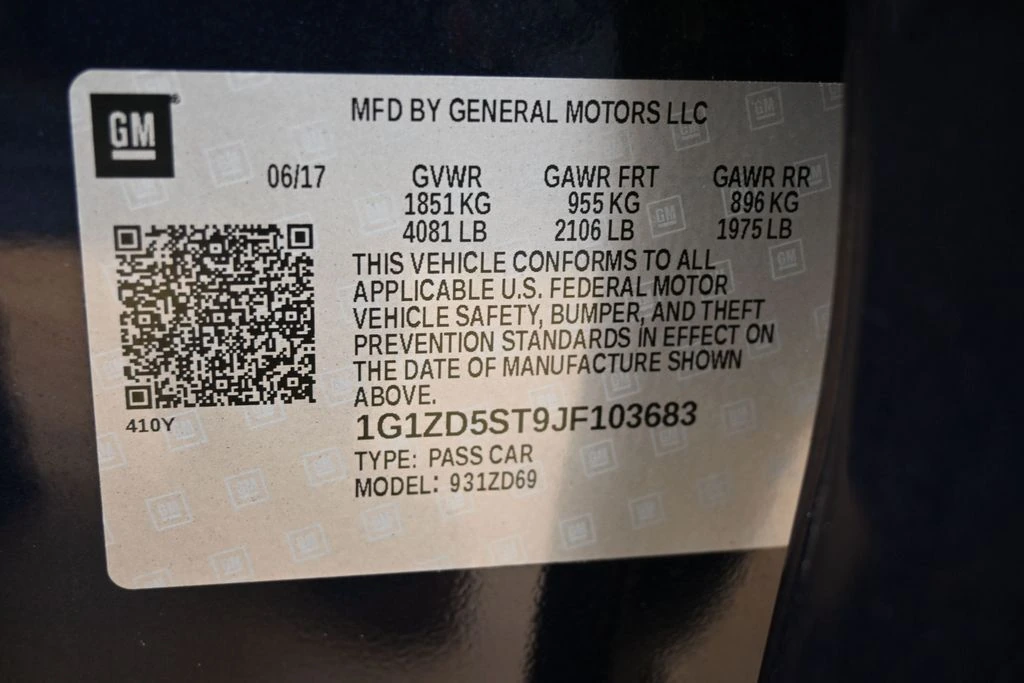 GM
MFD BY GENERAL MOTORS LLC
06/17 GVWR GAWR FRT GAWR RR
1851 KG 955 KG 896 KG
4081 LB 2106 LB 1975 LB
THIS VEHICLE CONFORMS TO ALL
APPLICABLE U.S. FEDERAL MOTOR
VEHICLE SAFETY, BUMPER, AND THEFT
PREVENTION STANDARDS IN EFFECT ON
THE DATE OF MANUFACTURE SHOWN
ABOVE.
410Y
1G1ZD5ST9JF103683
TYPE: PASS CAR
MODEL: 931ZD69